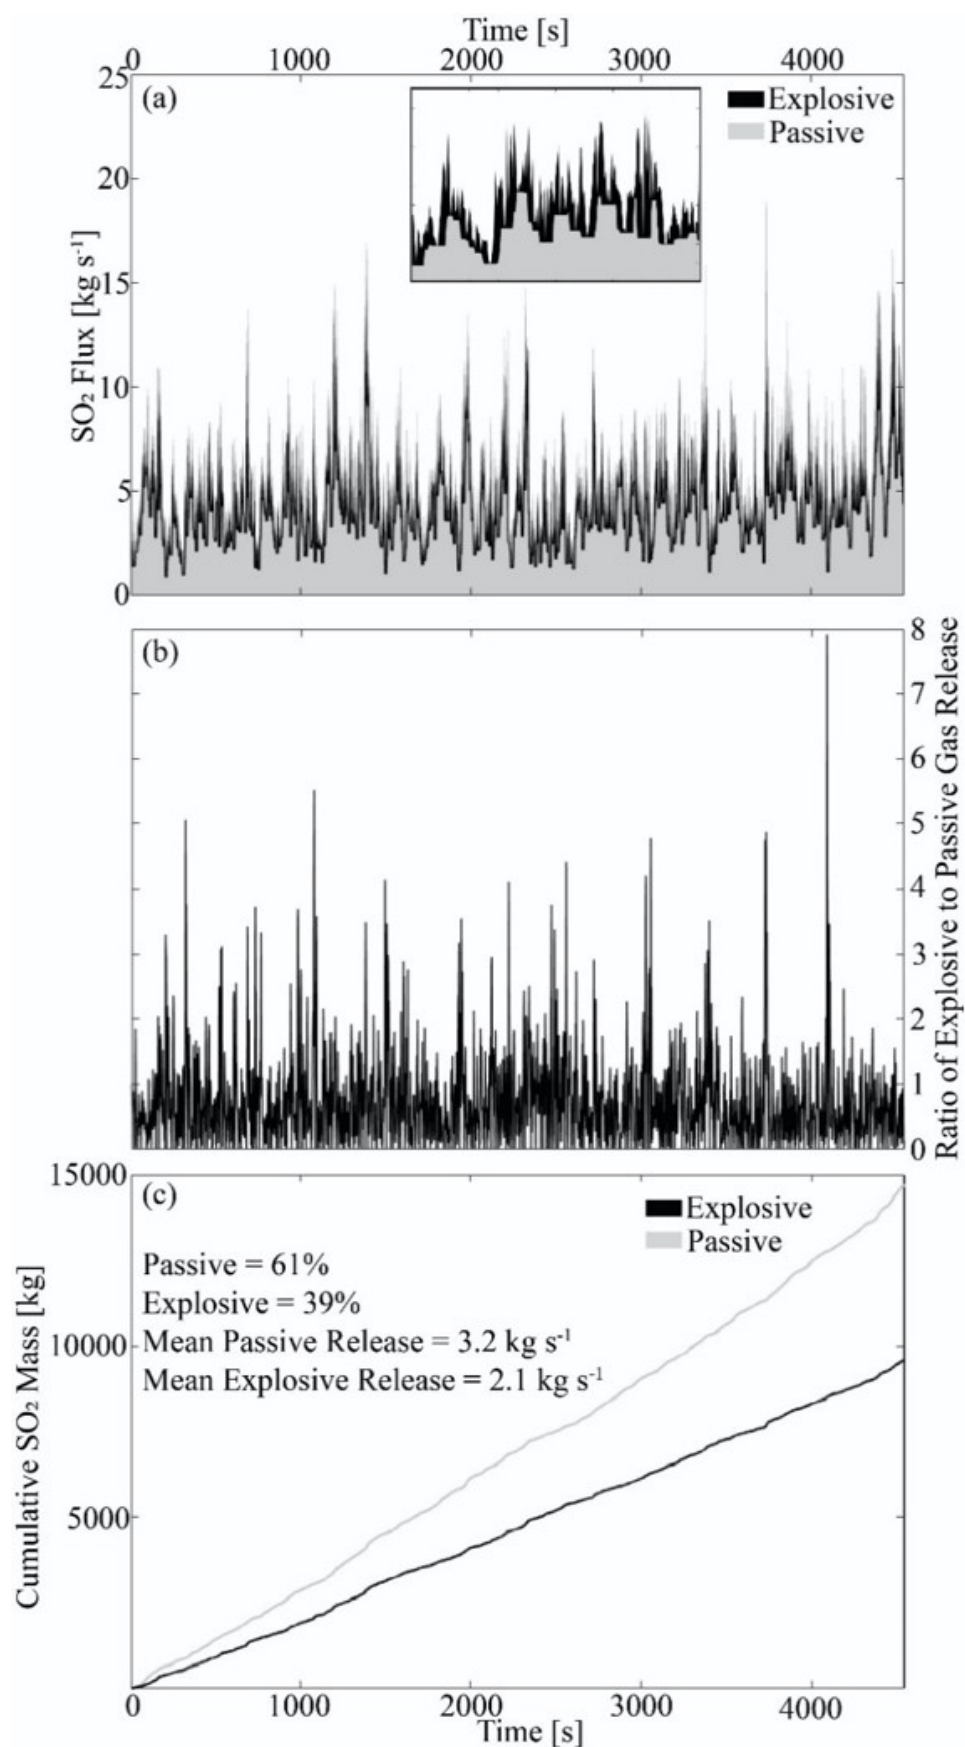 Time [s]
0 1000 2000 3000 4000
(a)
Explosive
Passive
25
20
15
10
5
0
SO₂ Flux [kg s⁻¹]
(b)
8
7
6
5
4
3
2
1
0
Ratio of Explosive to Passive Gas Release
(c)
Explosive
Passive
Passive = 61%
Explosive = 39%
Mean Passive Release = 3.2 kg s⁻¹
Mean Explosive Release = 2.1 kg s⁻¹
15000
10000
5000
Cumulative SO₂ Mass [kg]
0 1000 2000 3000 4000
Time [s]